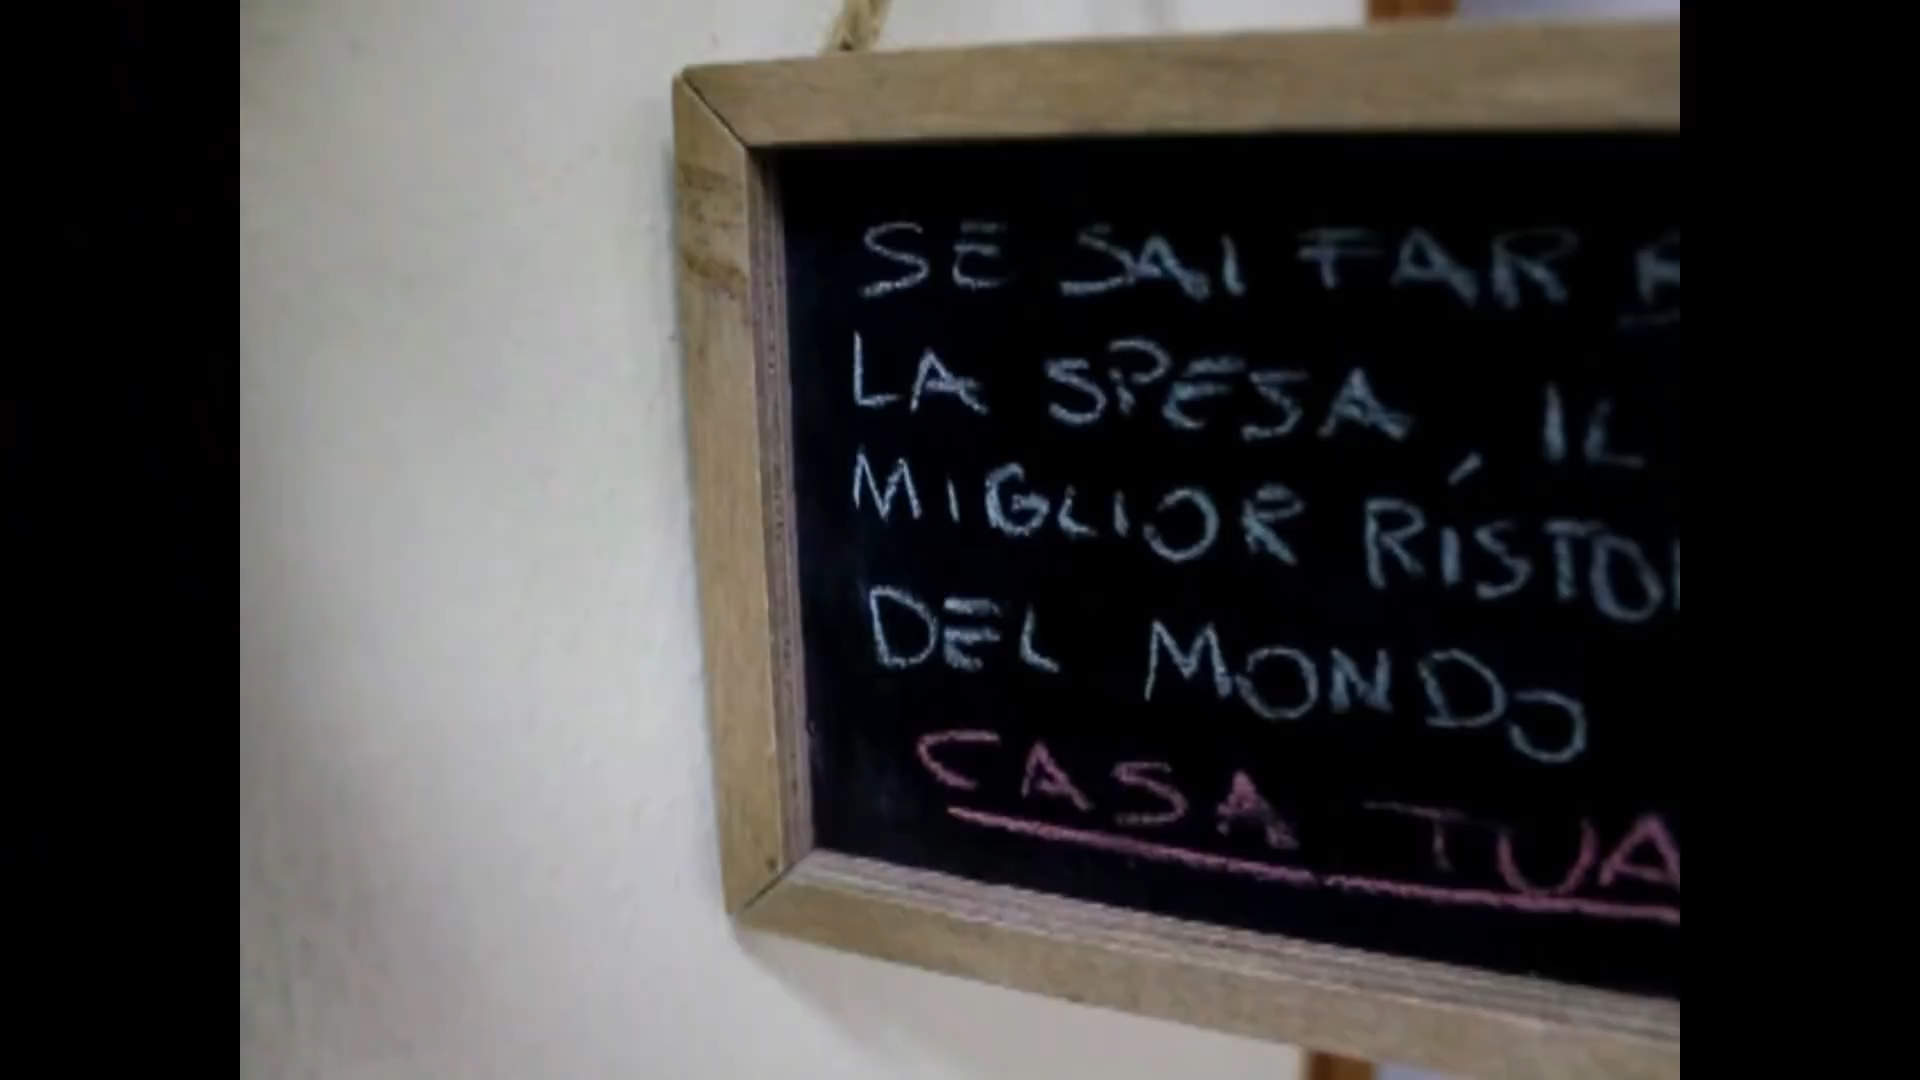 SE SAI FAR
LA SPESA, IL
MIGLIOR
DEL MONDO
CASA TUA